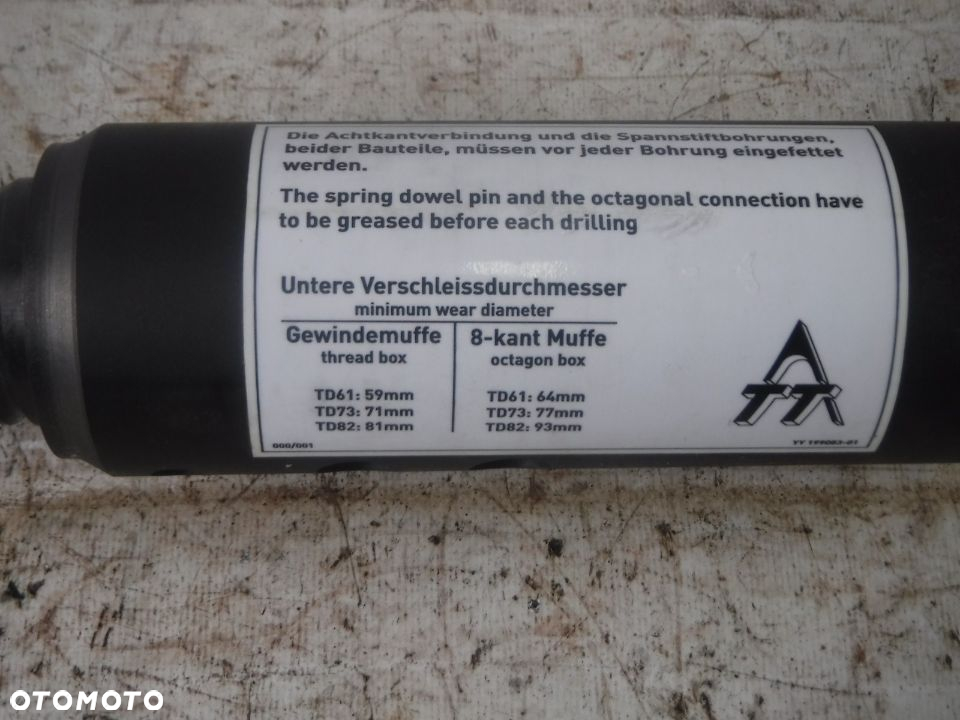 Die Achtkantverbindung und die Spannstiftbohrungen,
beider Bauteile, müssen vor jeder Bohrung eingefettet
werden.
The spring dowel pin and the octagonal connection have
to be greased before each drilling
Untere Verschleissdurchmesser
minimum wear diameter
Gewindemuffe
thread box
TD61: 59mm
TD73: 71mm
TD82: 81mm
8-kant Muffe
octagon box
TD61: 64mm
TD73: 77mm
TD82: 93mm
TTA
000/001
OTOMOTO